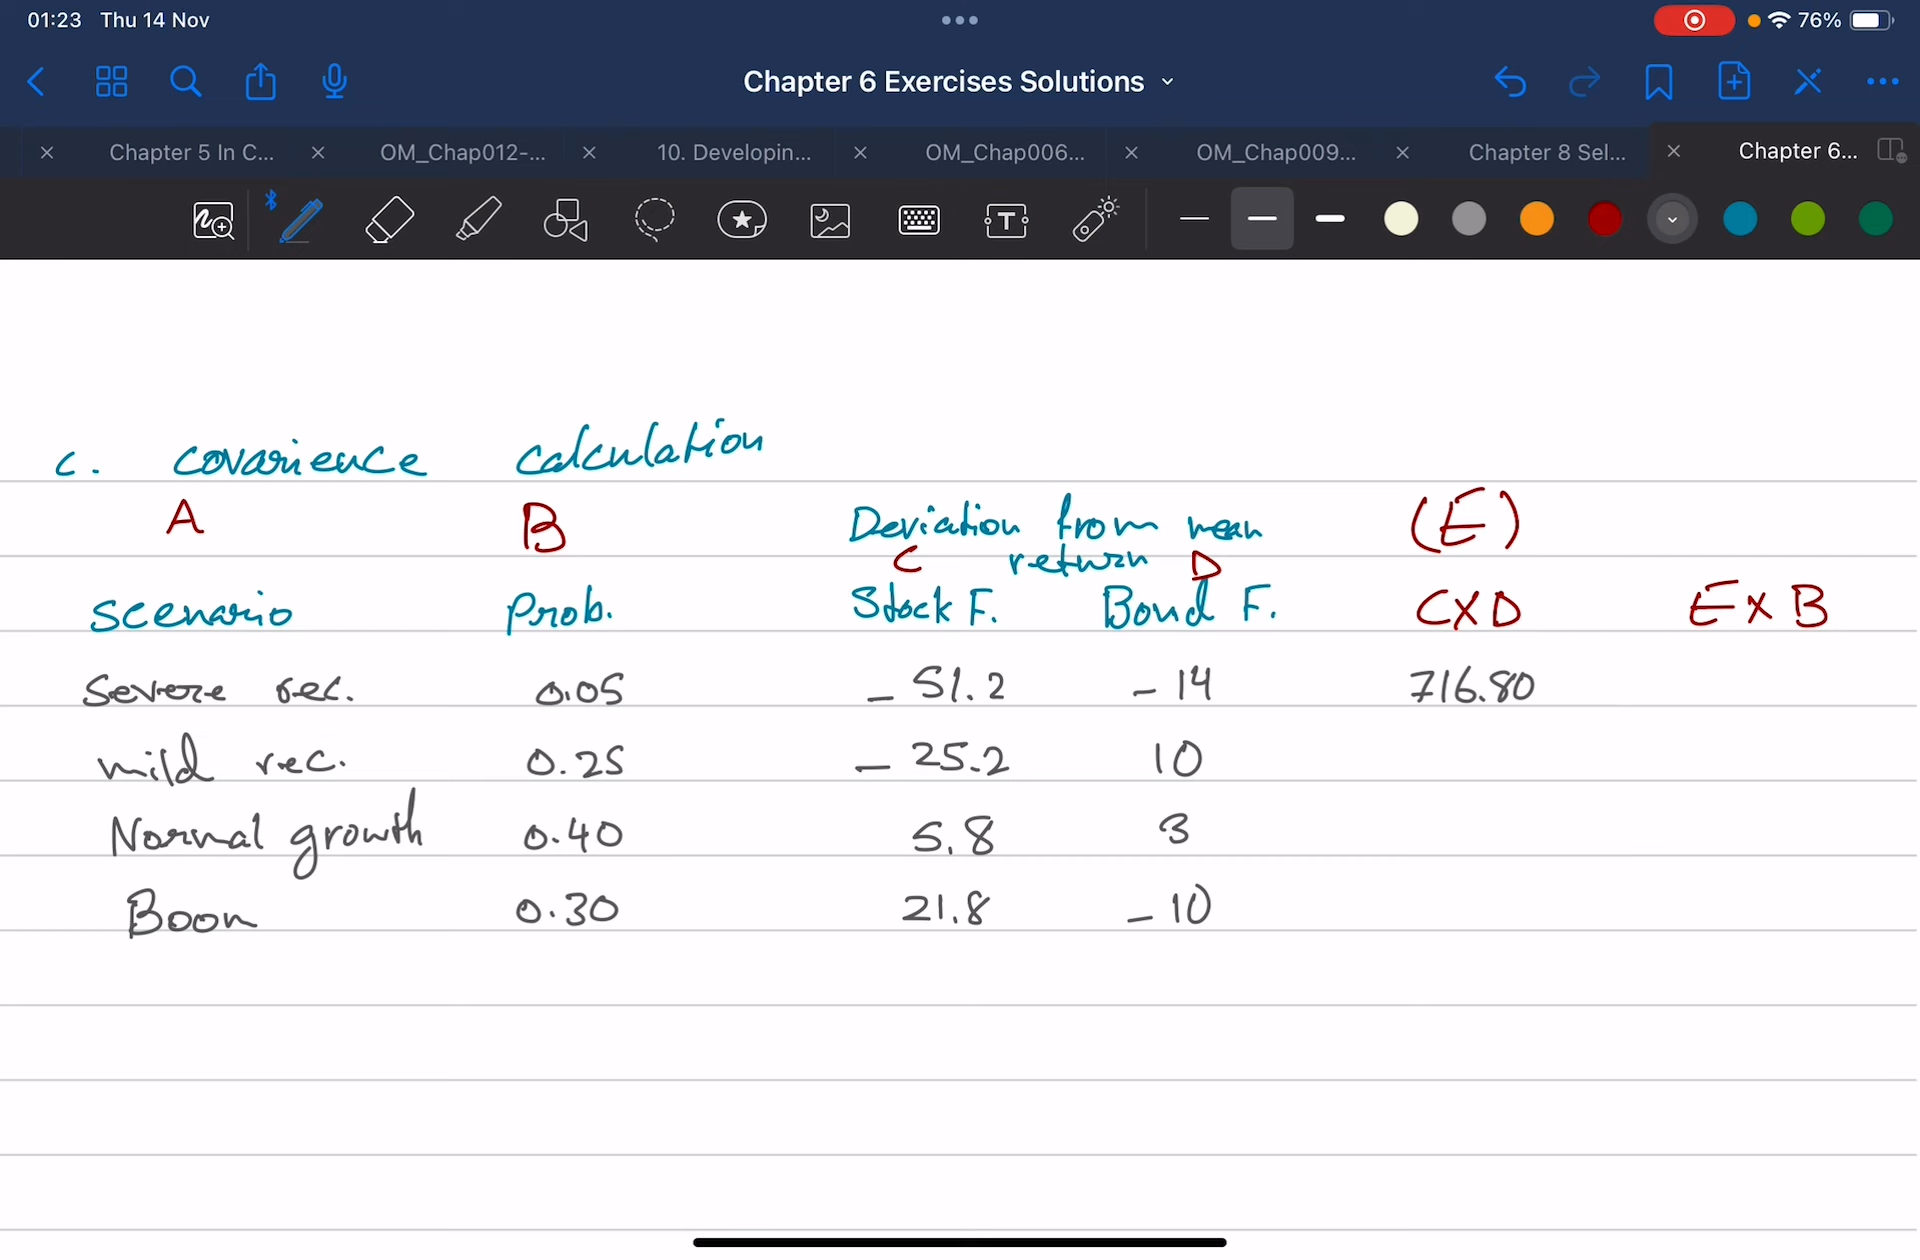 01:23 Thu 14 Nov 76%
Chapter 6 Exercises Solutions
Chapter 5 In C... OM_Chap012-... 10. Developin... OM_Chap006... OM_Chap009... Chapter 8 Sel... Chapter 6...
c. covarience calculation
A B Deviation from mean (E)
C return D
Scenario Prob. Stock F. Bond F. CXD EXB
Severe rec. 0.05 - 51.2 - 14 716.80
mild rec. 0.25 - 25.2 10
Normal growth 0.40 5.8 3
Boom 0.30 21.8 - 10